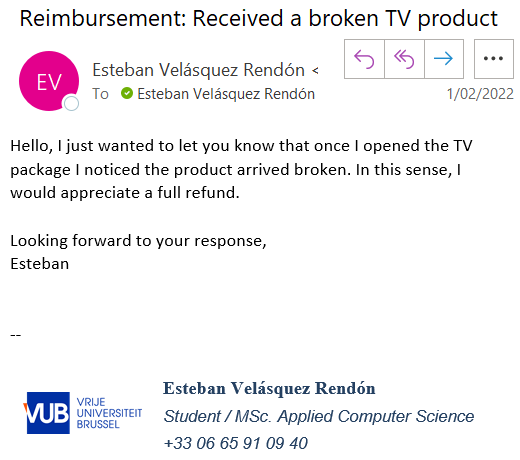 Reimbursement: Received a broken TV product
EV
Esteban Velásquez Rendón <
To Esteban Velásquez Rendón
1/02/2022
Hello, I just wanted to let you know that once I opened the TV
package I noticed the product arrived broken. In this sense, I
would appreciate a full refund.
Looking forward to your response,
Esteban
--
VUB
VRIJE
UNIVERSITEIT
BRUSSEL
Esteban Velásquez Rendón
Student / MSc. Applied Computer Science
+33 06 65 91 09 40